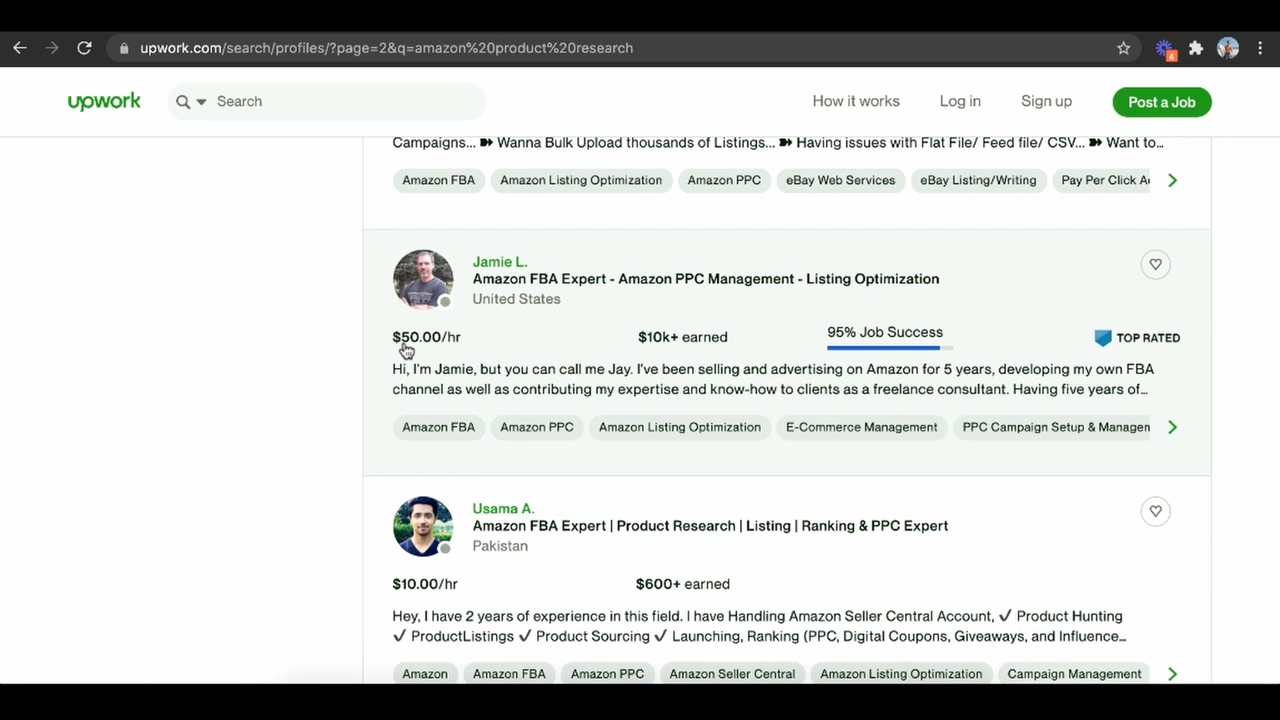 upwork.com/search/profiles/?page=2&q=amazon%20product%20research
4
upwork
Search
How it works
Log in
Sign up
Post a Job
Campaigns... ➽ Wanna Bulk Upload thousands of Listings... ➽ Having issues with Flat File/ Feed file/ CSV... ➽ Want to…
Amazon FBA
Amazon Listing Optimization
Amazon PPC
eBay Web Services
eBay Listing/Writing
Pay Per Click A
Jamie L.
Amazon FBA Expert - Amazon PPC Management - Listing Optimization
United States
$50.00/hr
$10k+ earned
95% Job Success
TOP RATED
Hi, I'm Jamie, but you can call me Jay. I've been selling and advertising on Amazon for 5 years, developing my own FBA
channel as well as contributing my expertise and know-how to clients as a freelance consultant. Having five years of…
Amazon FBA
Amazon PPC
Amazon Listing Optimization
E-Commerce Management
PPC Campaign Setup & Managen
Usama A.
Amazon FBA Expert | Product Research | Listing | Ranking & PPC Expert
Pakistan
$10.00/hr
$600+ earned
Hey, I have 2 years of experience in this field. I have Handling Amazon Seller Central Account, ✓ Product Hunting
✓ ProductListings ✓ Product Sourcing ✓ Launching, Ranking (PPC, Digital Coupons, Giveaways, and Influence…
Amazon
Amazon FBA
Amazon PPC
Amazon Seller Central
Amazon Listing Optimization
Campaign Management